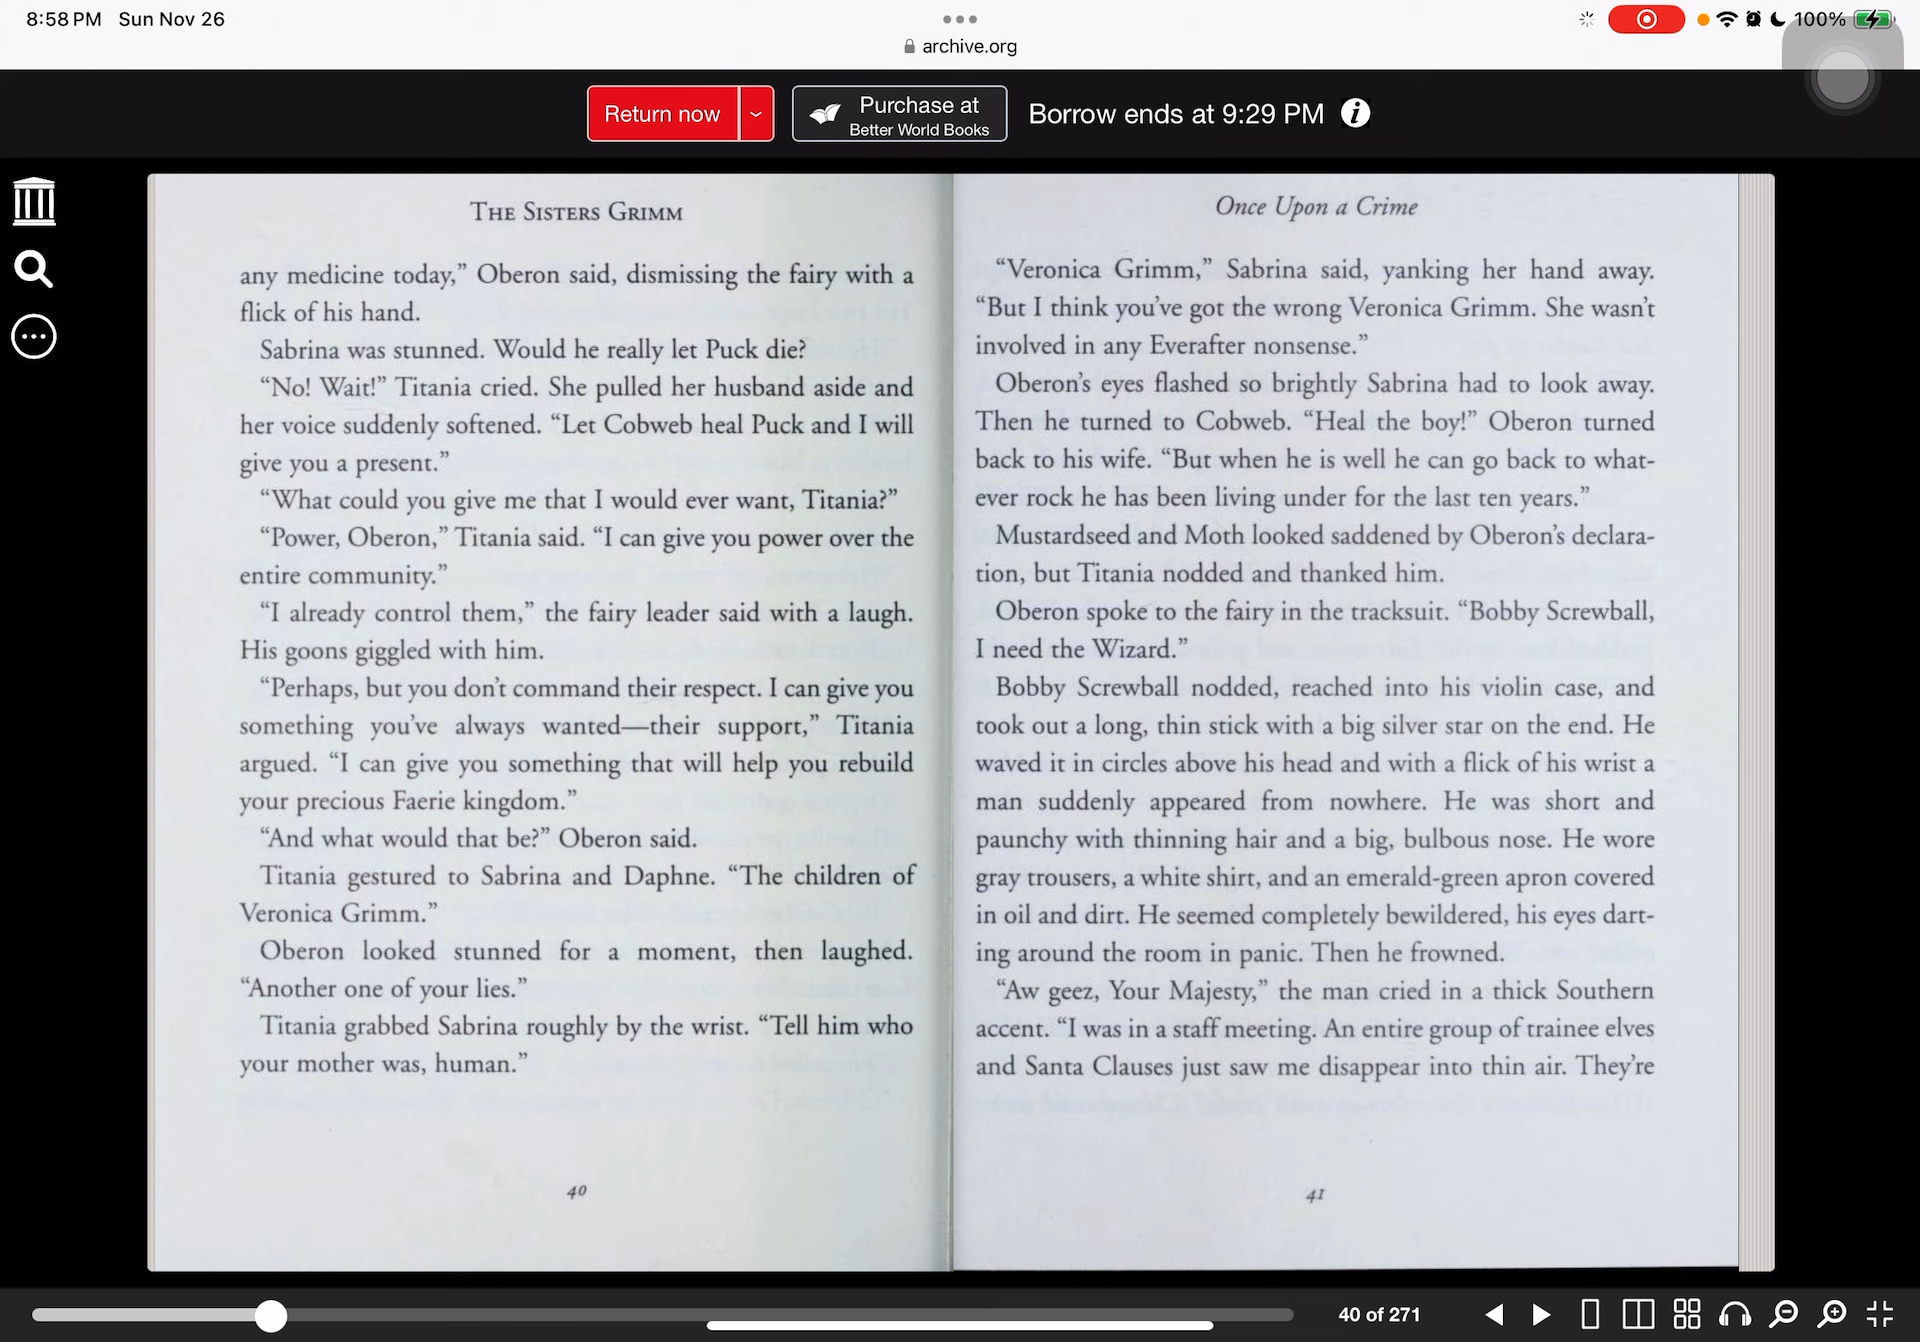 8:58 PM Sun Nov 26
100%
archive.org
Return now
Purchase at
Better World Books
Borrow ends at 9:29 PM
The Sisters Grimm
any medicine today,” Oberon said, dismissing the fairy with a
flick of his hand.
Sabrina was stunned. Would he really let Puck die?
“No! Wait!” Titania cried. She pulled her husband aside and
her voice suddenly softened. “Let Cobweb heal Puck and I will
give you a present.”
“What could you give me that I would ever want, Titania?”
“Power, Oberon,” Titania said. “I can give you power over the
entire community.”
“I already control them,” the fairy leader said with a laugh.
His goons giggled with him.
“Perhaps, but you don’t command their respect. I can give you
something you’ve always wanted—their support,” Titania
argued. “I can give you something that will help you rebuild
your precious Faerie kingdom.”
“And what would that be?” Oberon said.
Titania gestured to Sabrina and Daphne. “The children of
Veronica Grimm.”
Oberon looked stunned for a moment, then laughed.
“Another one of your lies.”
Titania grabbed Sabrina roughly by the wrist. “Tell him who
your mother was, human.”
40
Once Upon a Crime
“Veronica Grimm,” Sabrina said, yanking her hand away.
“But I think you’ve got the wrong Veronica Grimm. She wasn’t
involved in any Everafter nonsense.”
Oberon’s eyes flashed so brightly Sabrina had to look away.
Then he turned to Cobweb. “Heal the boy!” Oberon turned
back to his wife. “But when he is well he can go back to what-
ever rock he has been living under for the last ten years.”
Mustardseed and Moth looked saddened by Oberon’s declara-
tion, but Titania nodded and thanked him.
Oberon spoke to the fairy in the tracksuit. “Bobby Screwball,
I need the Wizard.”
Bobby Screwball nodded, reached into his violin case, and
took out a long, thin stick with a big silver star on the end. He
waved it in circles above his head and with a flick of his wrist a
man suddenly appeared from nowhere. He was short and
paunchy with thinning hair and a big, bulbous nose. He wore
gray trousers, a white shirt, and an emerald-green apron covered
in oil and dirt. He seemed completely bewildered, his eyes dart-
ing around the room in panic. Then he frowned.
“Aw geez, Your Majesty,” the man cried in a thick Southern
accent. “I was in a staff meeting. An entire group of trainee elves
and Santa Clauses just saw me disappear into thin air. They’re
41
40 of 271